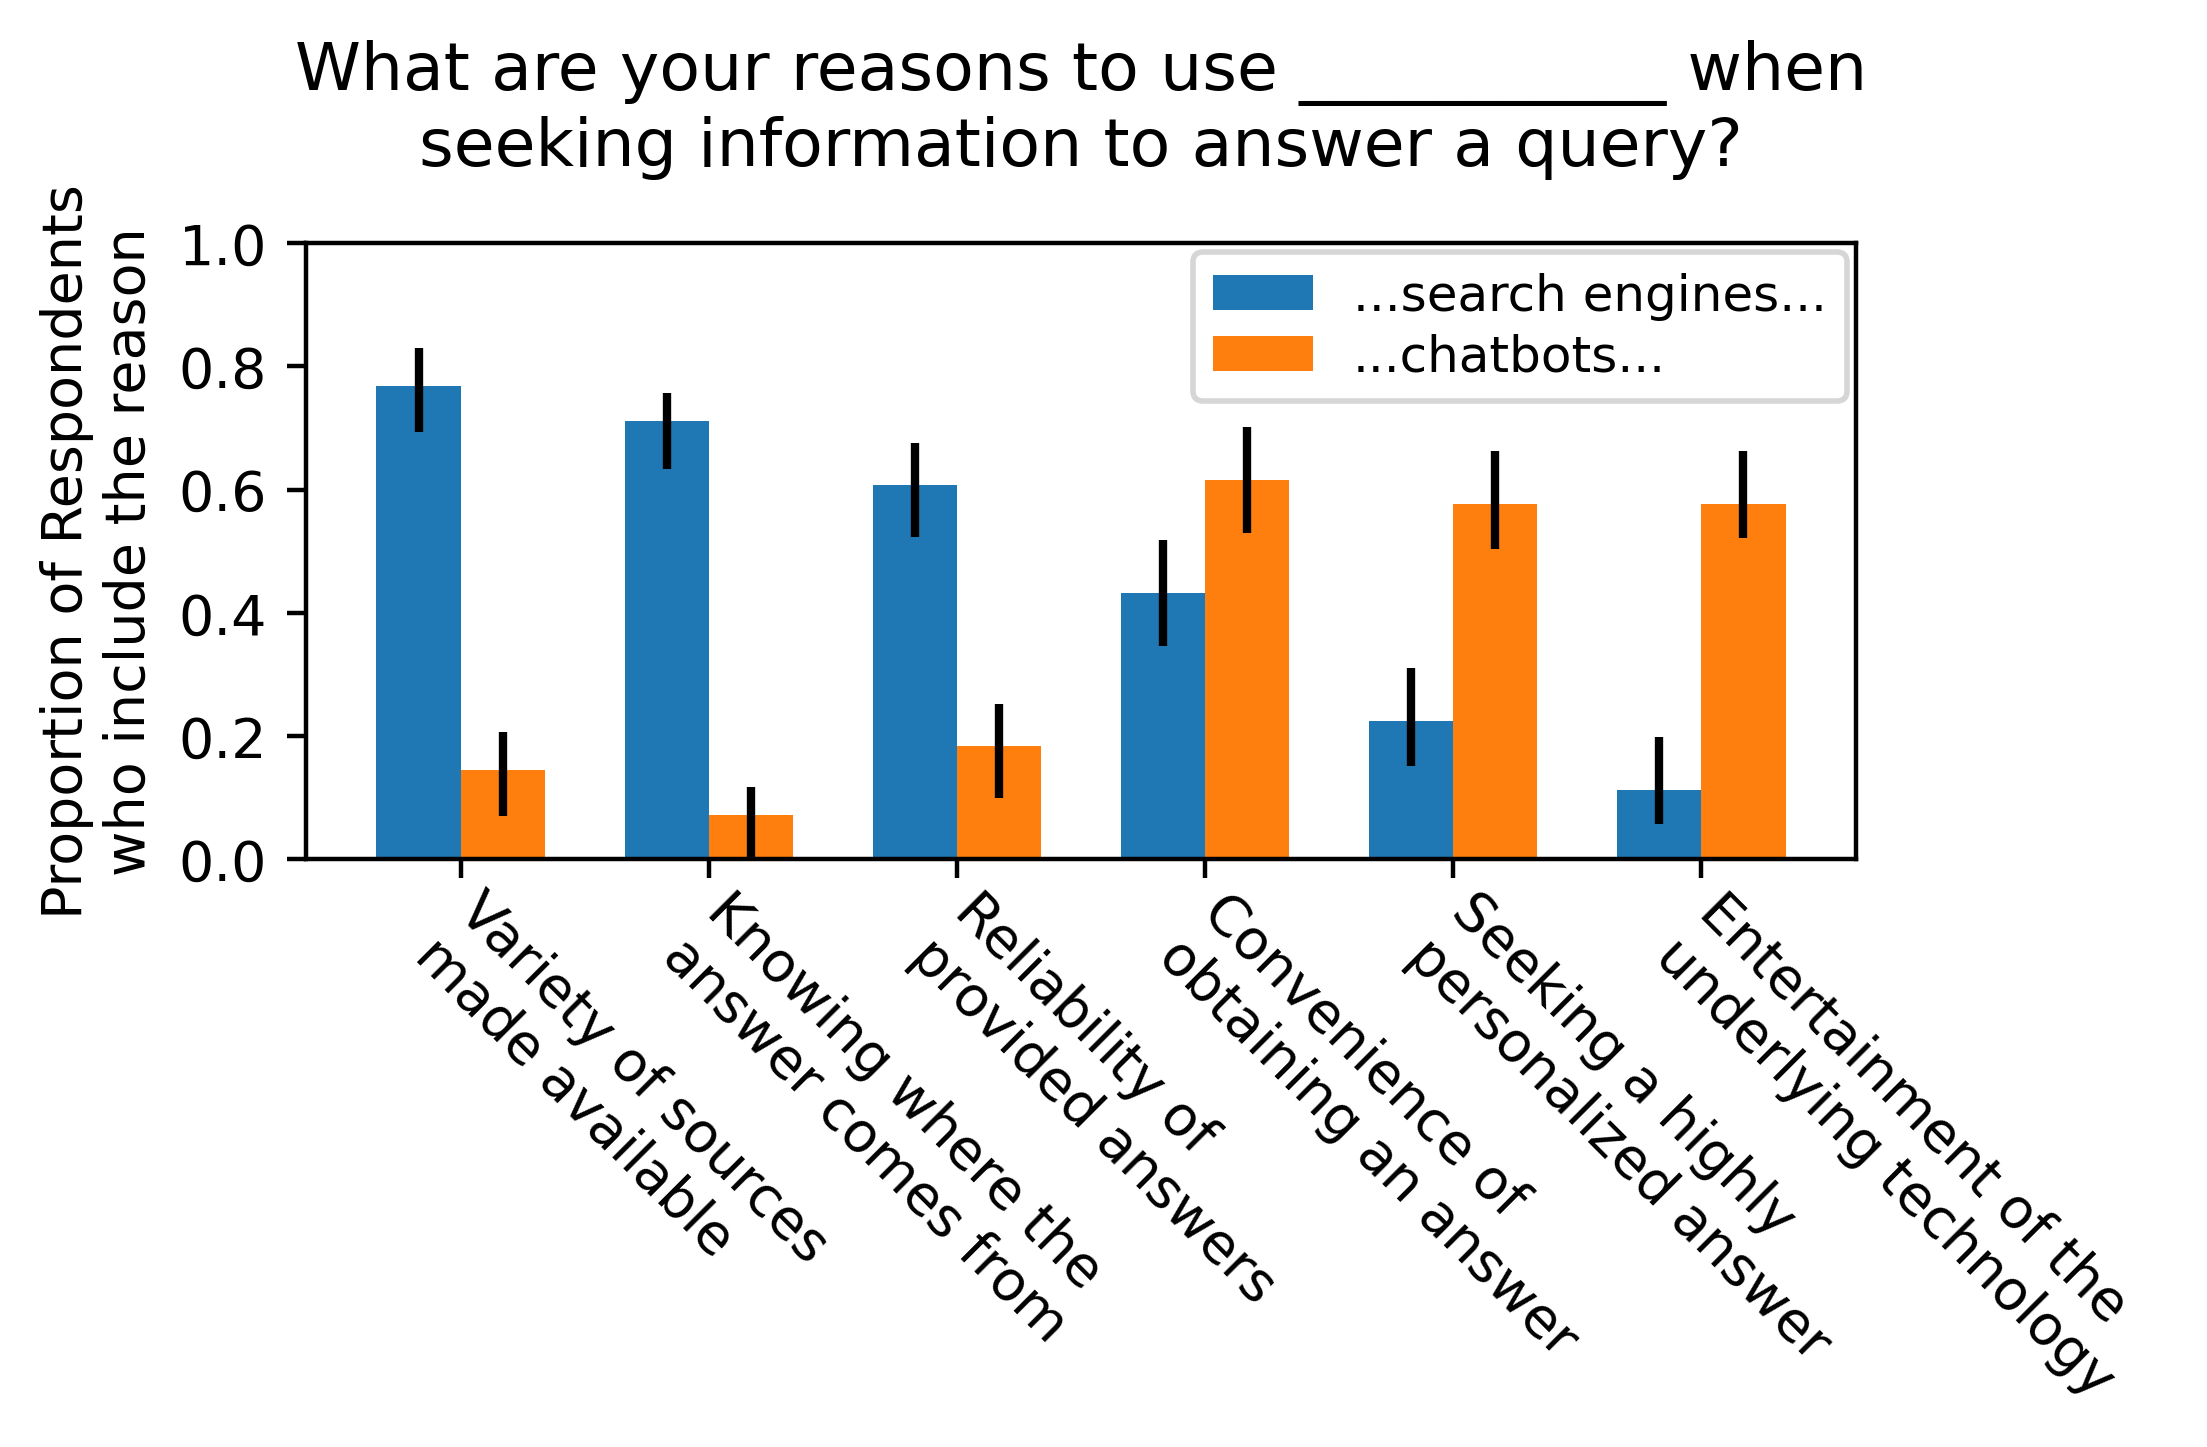 What are your reasons to use ___________ when
seeking information to answer a query?
Proportion of Respondents
who include the reason
1.0
0.8
0.6
0.4
0.2
0.0
...search engines...
...chatbots...
Variety of sources
made available
Knowing where the
answer comes from
Reliability of
provided answers
Convenience of
obtaining an answer
Seeking a highly
personalized answer
Entertainment of the
underlying technology